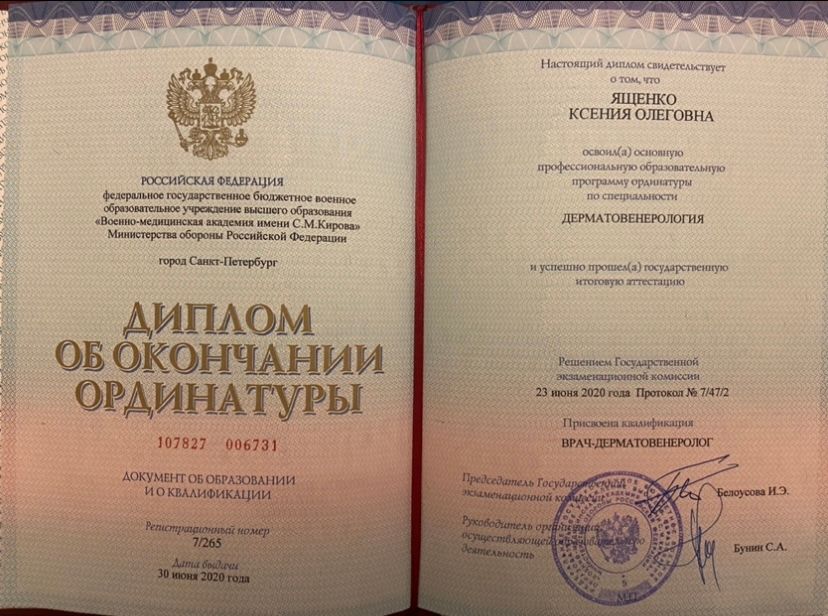 РОССИЙСКАЯ ФЕДЕРАЦИЯ
федеральное государственное бюджетное военное
образовательное учреждение высшего образования
«Военно-медицинская академия имени С.М.Кирова»
Министерства обороны Российской Федерации
город Санкт-Петербург
ДИПЛОМ
ОБ ОКОНЧАНИИ
ОРДИНАТУРЫ
107827 006731
ДОКУМЕНТ ОБ ОБРАЗОВАНИИ
И О КВАЛИФИКАЦИИ
Регистрационный номер
7/265
Дата выдачи
30 июня 2020 года
Настоящий диплом свидетельствует
о том, что
ЯЩЕНКО
КСЕНИЯ ОЛЕГОВНА
освоил(а) основную
профессиональную образовательную
программу ординатуры
по специальности
ДЕРМАТОВЕНЕРОЛОГИЯ
и успешно прошел(а) государственную
итоговую аттестацию
Решением Государственной
экзаменационной комиссии
23 июня 2020 года Протокол № 7/47/2
Присвоена квалификация
ВРАЧ-ДЕРМАТОВЕНЕРОЛОГ
Председатель Государственной
экзаменационной комиссии
Белоусова И.Э.
Руководитель организации,
осуществляющей образовательную
деятельность
Бунин С.А.
М.П.